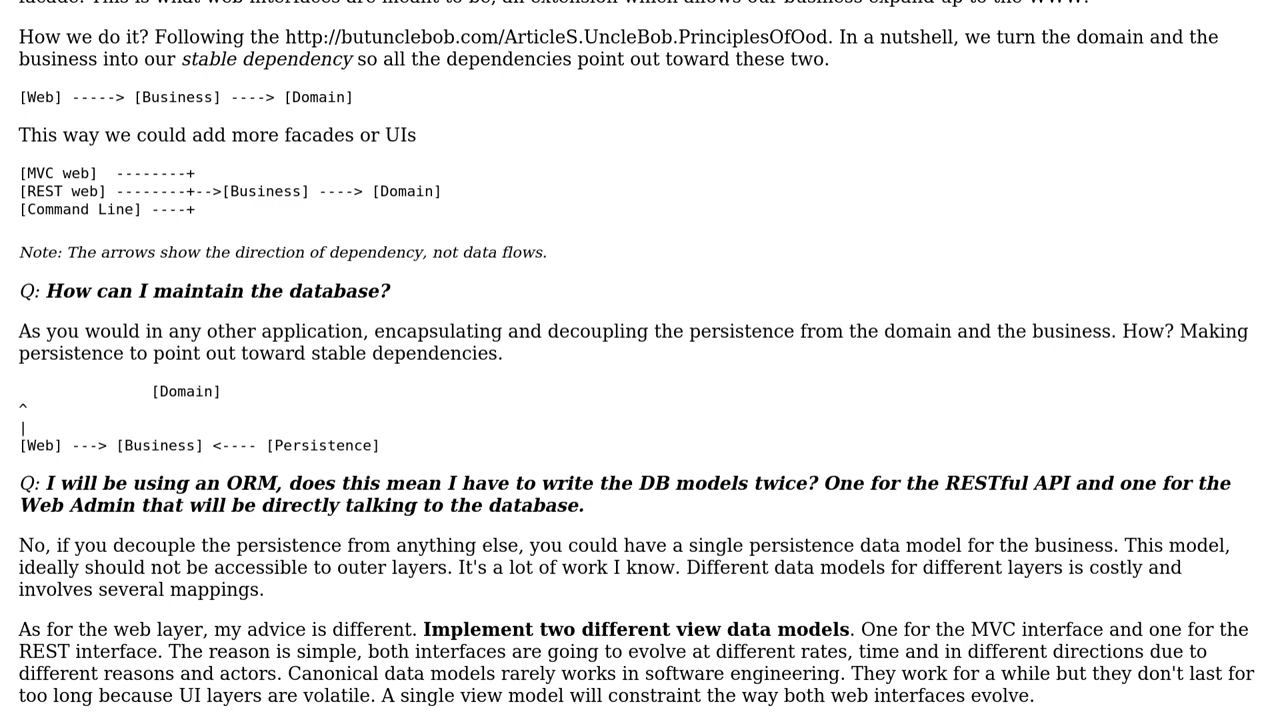 How we do it? Following the http://butunclebob.com/ArticleS.UncleBob.PrinciplesOfOod. In a nutshell, we turn the domain and the
business into our stable dependency so all the dependencies point out toward these two.
[Web] -----> [Business] ----> [Domain]
This way we could add more facades or UIs
[MVC web]  --------+
[REST web] --------+-->[Business] ----> [Domain]
[Command Line] ----+
Note: The arrows show the direction of dependency, not data flows.
Q: How can I maintain the database?
As you would in any other application, encapsulating and decoupling the persistence from the domain and the business. How? Making
persistence to point out toward stable dependencies.
[Domain]
^
|
[Web] ---> [Business] <---- [Persistence]
Q: I will be using an ORM, does this mean I have to write the DB models twice? One for the RESTful API and one for the
Web Admin that will be directly talking to the database.
No, if you decouple the persistence from anything else, you could have a single persistence data model for the business. This model,
ideally should not be accessible to outer layers. It's a lot of work I know. Different data models for different layers is costly and
involves several mappings.
As for the web layer, my advice is different. Implement two different view data models. One for the MVC interface and one for the
REST interface. The reason is simple, both interfaces are going to evolve at different rates, time and in different directions due to
different reasons and actors. Canonical data models rarely works in software engineering. They work for a while but they don't last for
too long because UI layers are volatile. A single view model will constraint the way both web interfaces evolve.